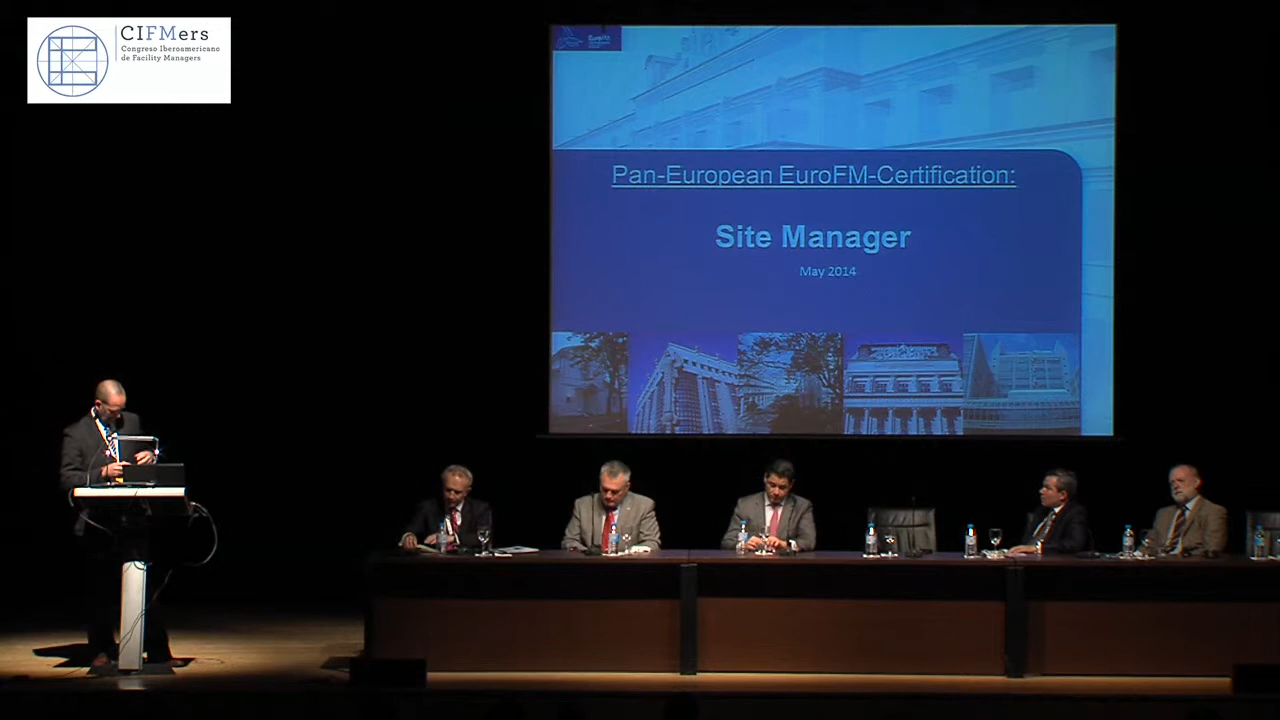 CIFMers
Congreso Iberoamericano
de Facility Managers
Pan-European EuroFM-Certification:
Site Manager
May 2014